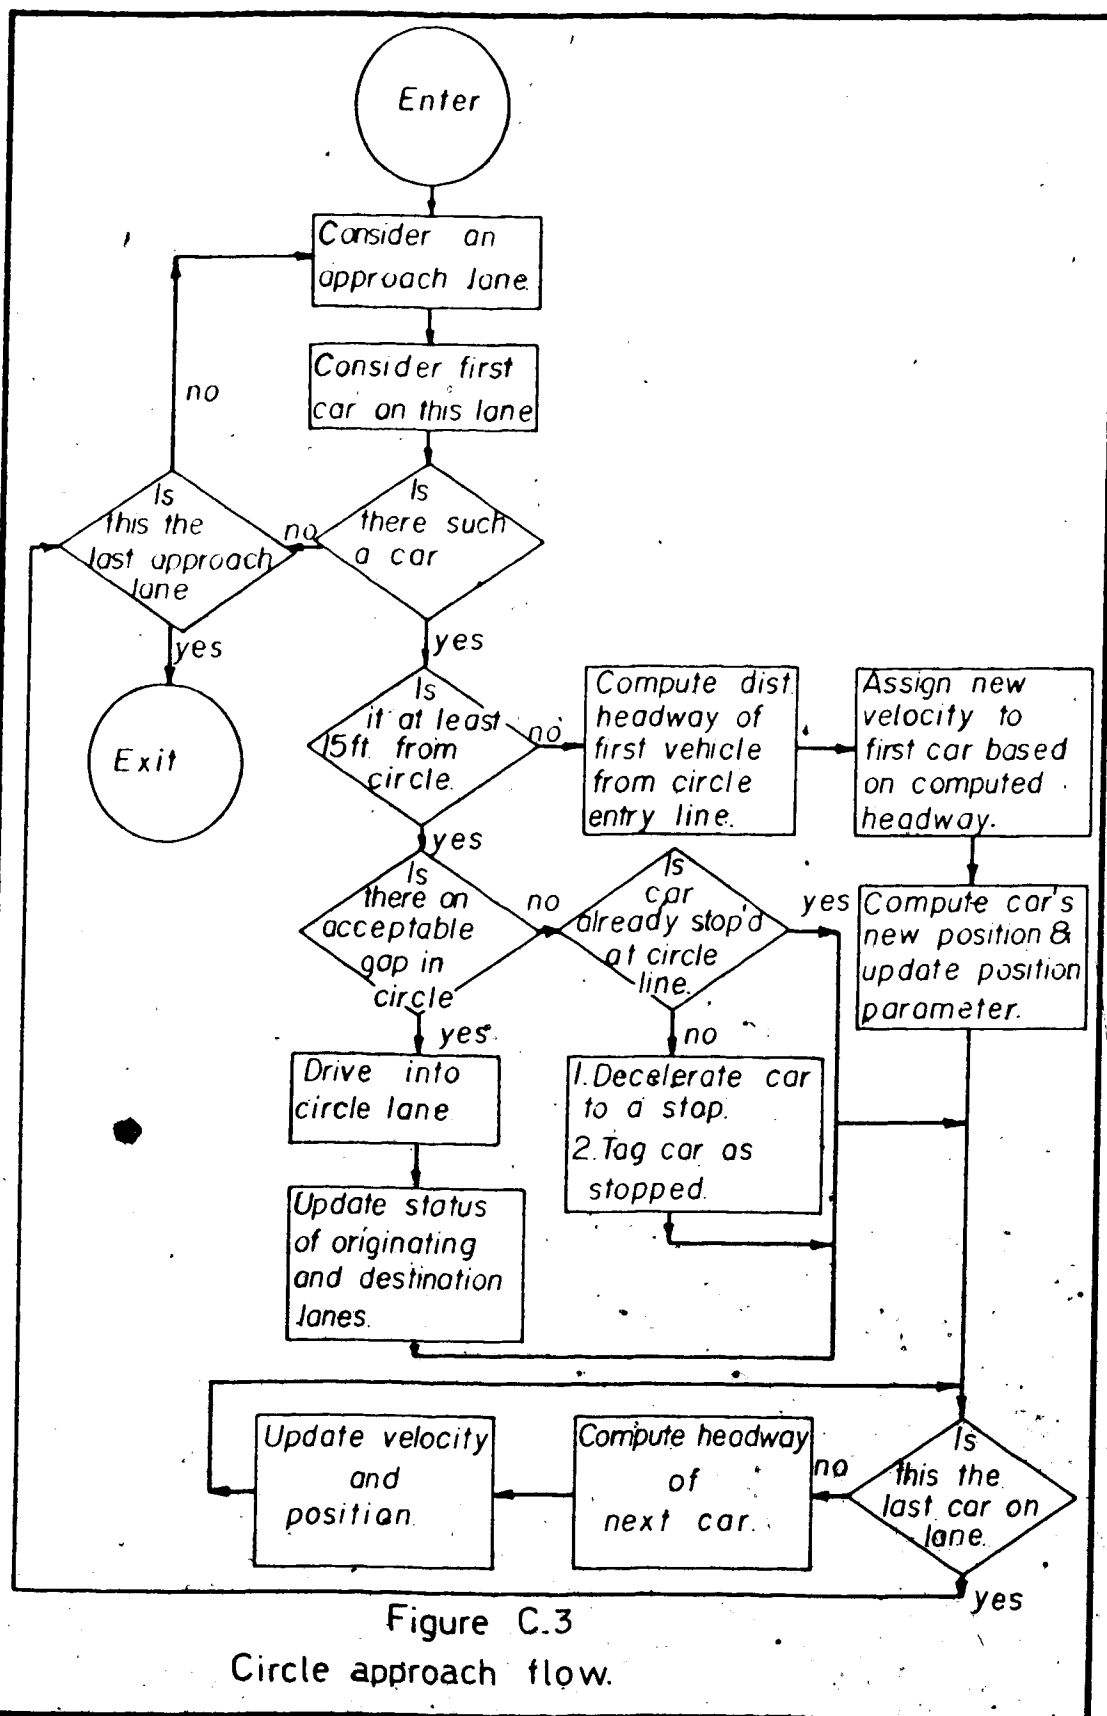 Enter
Consider an
approach lane.
Consider first
car on this lane
no
Is
this the
last approach
lane
no
Is
there such
a car
yes
yes
Exit
Is
it at least
15ft. from
circle.
no
Compute dist.
headway of
first vehicle
from circle
entry line.
Assign new
velocity to
first car based
on computed
headway.
yes
Is
there an
acceptable
gap in
circle
no
Is
car
already stop'd
at circle
line.
yes
Compute car's
new position &
update position
parameter.
yes
no
Drive into
circle lane
1. Decelerate car
to a stop.
2. Tag car as
stopped.
Update status
of originating
and destination
lanes.
Update velocity
and
position
Compute headway
of
next car.
no
Is
this the
last car on
lane.
yes
Figure C.3
Circle approach flow.